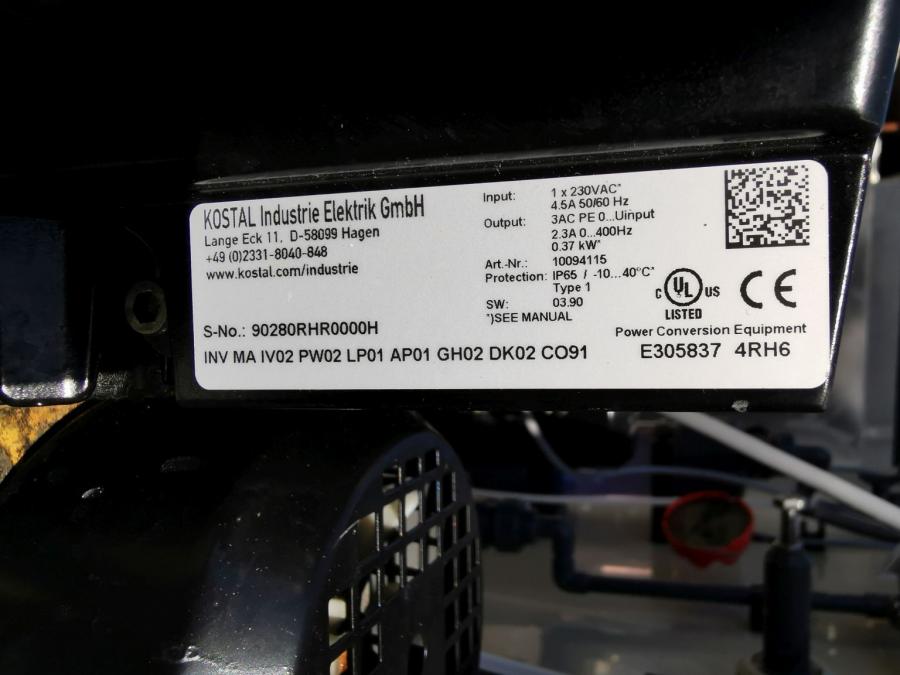 KOSTAL Industrie Elektrik GmbH
Lange Eck 11, D-58099 Hagen
+49 (0)2331-8040-848
www.kostal.com/industrie
S-No.: 90280RHR0000H
INV MA IV02 PW02 LP01 AP01 GH02 DK02 CO91
Input: 1 x 230VAC*
4.5A 50/60 Hz
Output: 3AC PE 0...Uinput
2.3A 0...400Hz
0.37 kW*
Art.-Nr.: 10094115
Protection: IP65 / -10...40°C*
Type 1
SW: 03.90
*)SEE MANUAL
C UL US
LISTED
CE
Power Conversion Equipment
E305837 4RH6